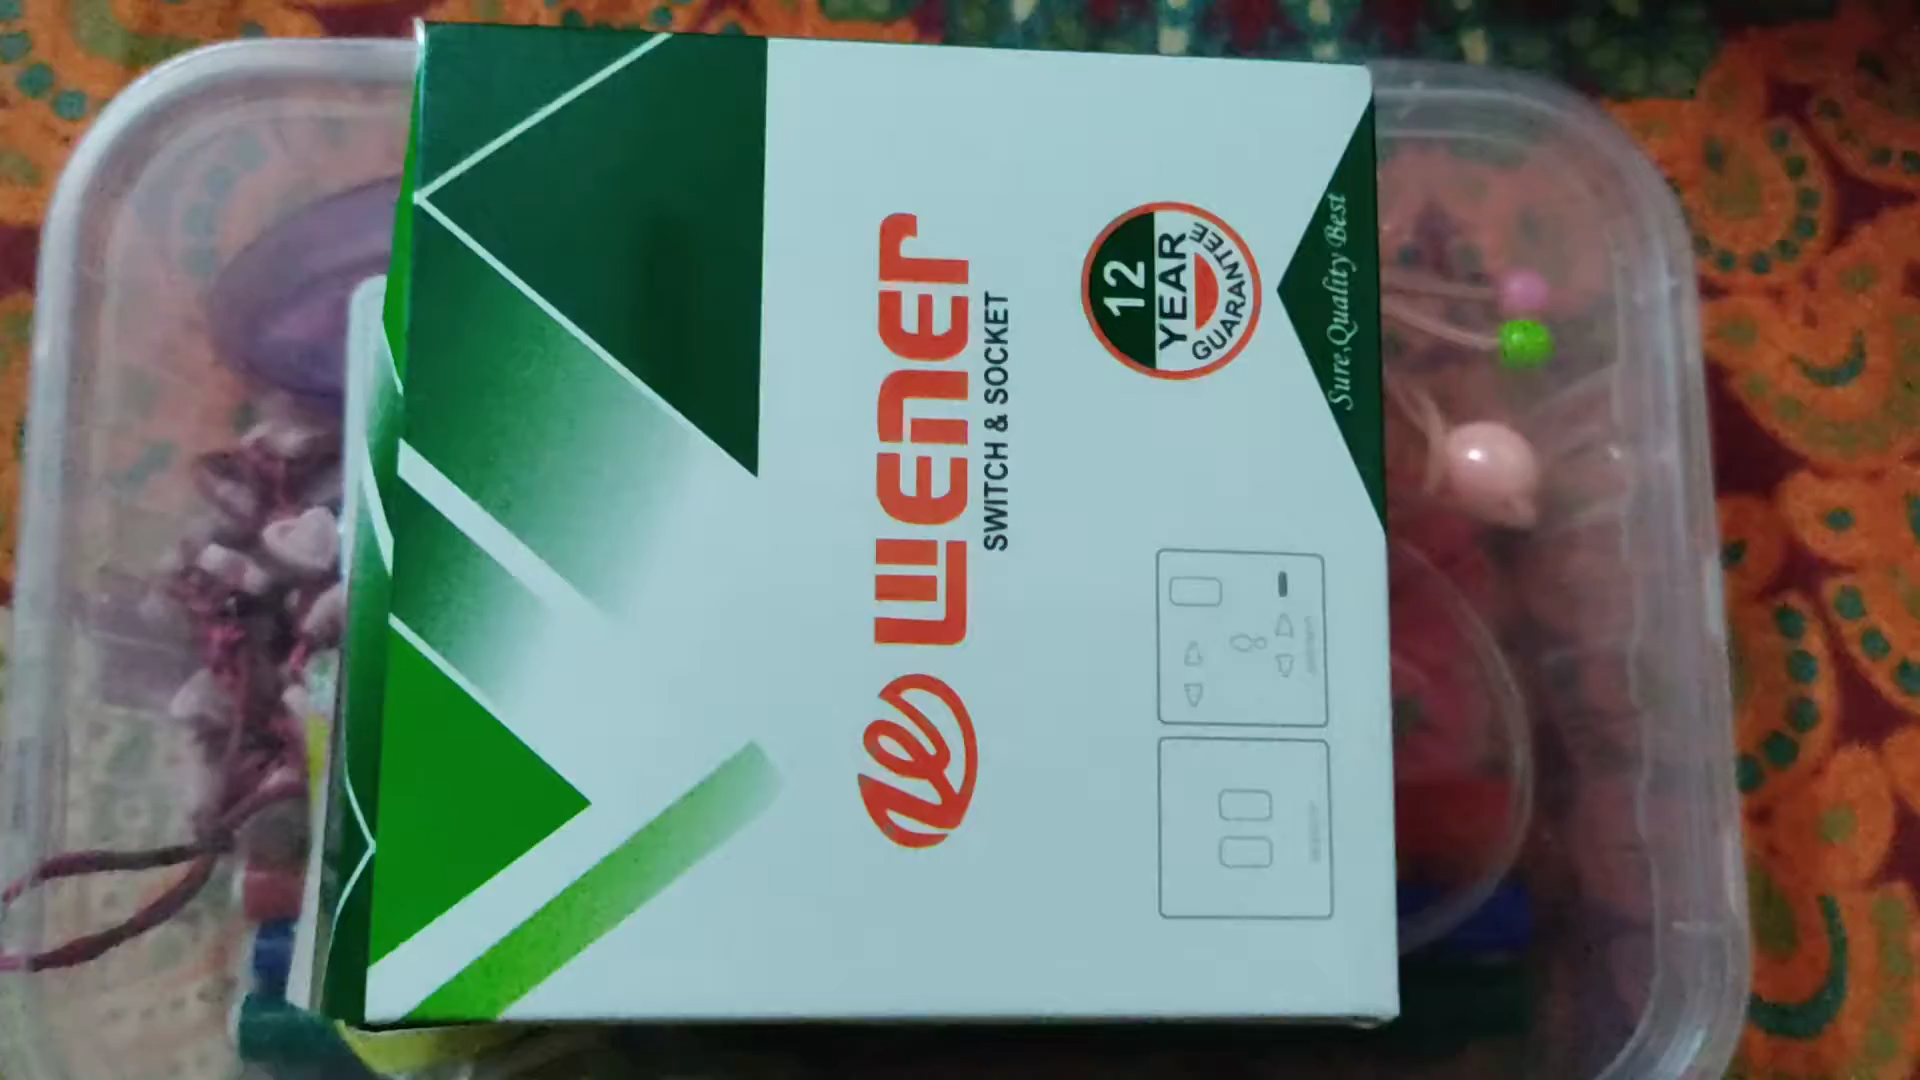 WENER
SWITCH & SOCKET
12
YEAR
GUARANTEE
Sure,Quality Best